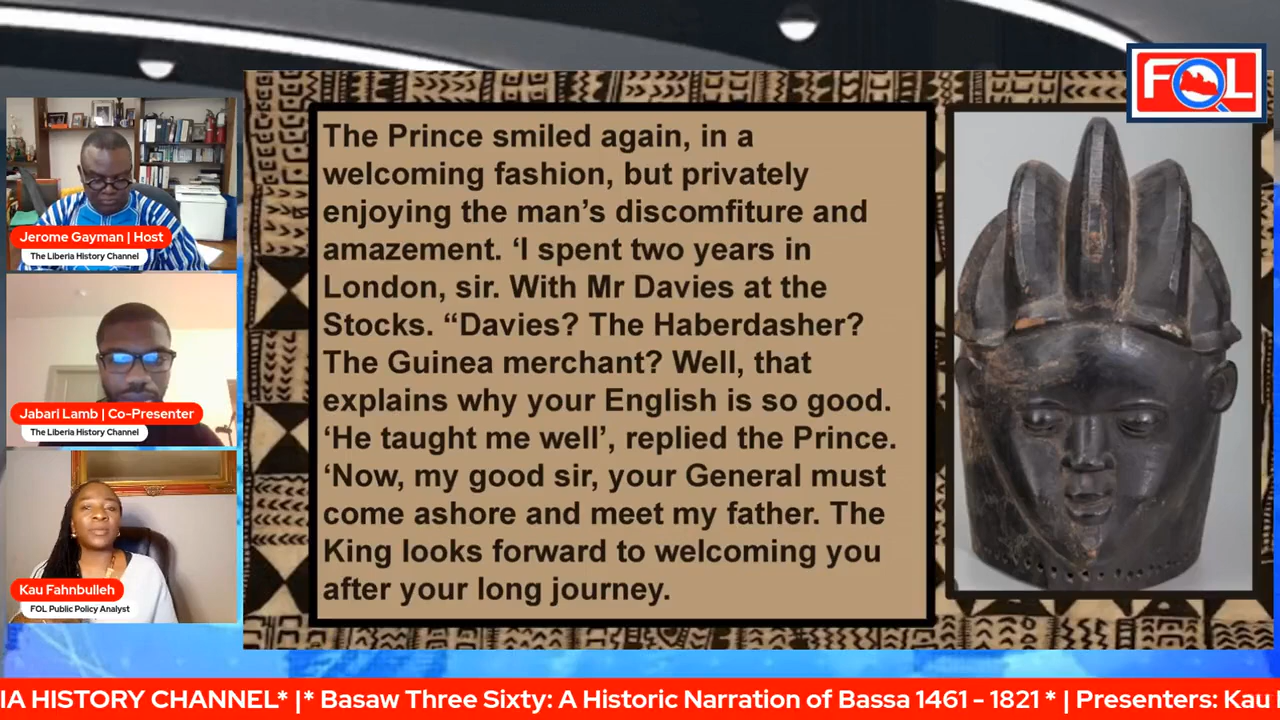 FOL
The Prince smiled again, in a
welcoming fashion, but privately
enjoying the man’s discomfiture and
amazement. ‘I spent two years in
London, sir. With Mr Davies at the
Stocks. “Davies? The Haberdasher?
The Guinea merchant? Well, that
explains why your English is so good.
‘He taught me well’, replied the Prince.
‘Now, my good sir, your General must
come ashore and meet my father. The
King looks forward to welcoming you
after your long journey.
Jerome Gayman | Host
The Liberia History Channel
Jabari Lamb | Co-Presenter
The Liberia History Channel
Kau Fahnbulleh
FOL Public Policy Analyst
IA HISTORY CHANNEL* |* Basaw Three Sixty: A Historic Narration of Bassa 1461 - 1821 * | Presenters: Kau